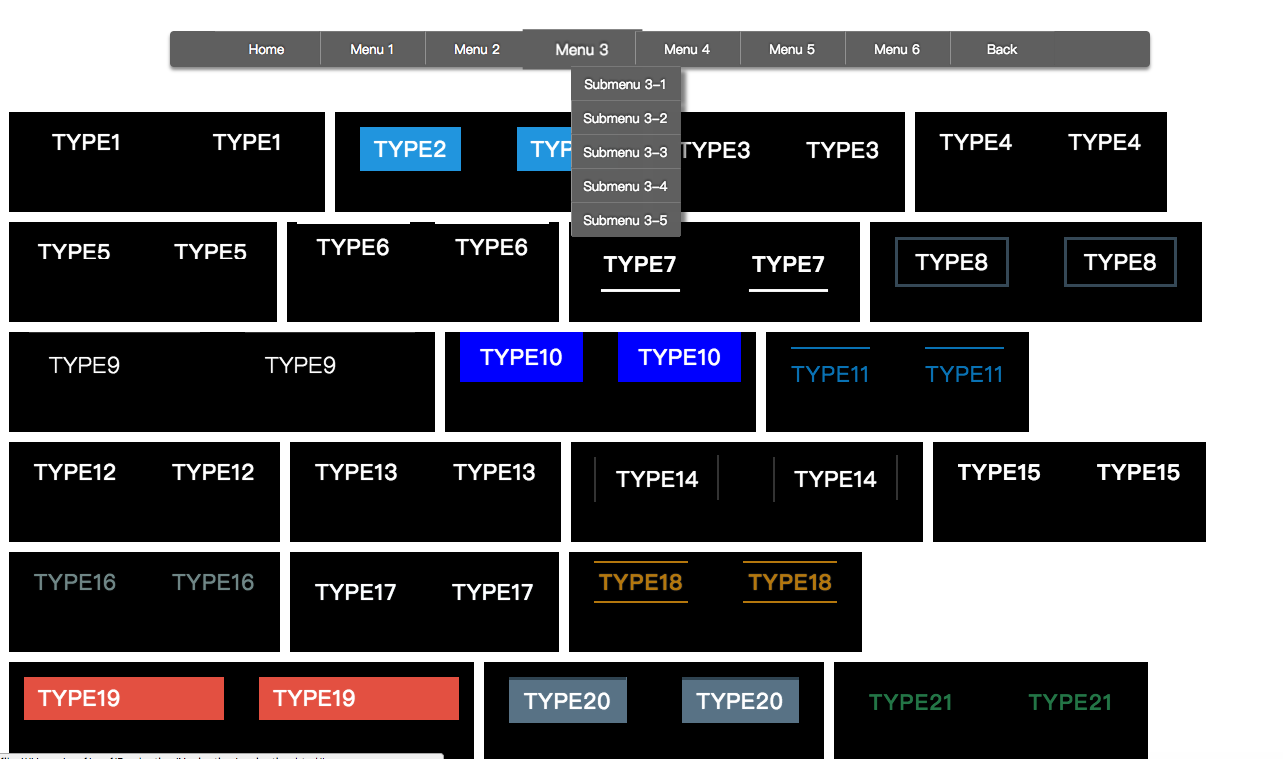 Home Menu 1 Menu 2 Menu 3 Menu 4 Menu 5 Menu 6 Back
Submenu 3-1
Submenu 3-2
Submenu 3-3
Submenu 3-4
Submenu 3-5
TYPE1 TYPE1 TYPE2 TYPE3 TYPE3 TYPE4 TYPE4
TYPE5 TYPE5 TYPE6 TYPE6 TYPE7 TYPE7 TYPE8 TYPE8
TYPE9 TYPE9 TYPE10 TYPE10 TYPE11 TYPE11
TYPE12 TYPE12 TYPE13 TYPE13 TYPE14 TYPE14 TYPE15 TYPE15
TYPE16 TYPE16 TYPE17 TYPE17 TYPE18 TYPE18
TYPE19 TYPE19 TYPE20 TYPE20 TYPE21 TYPE21